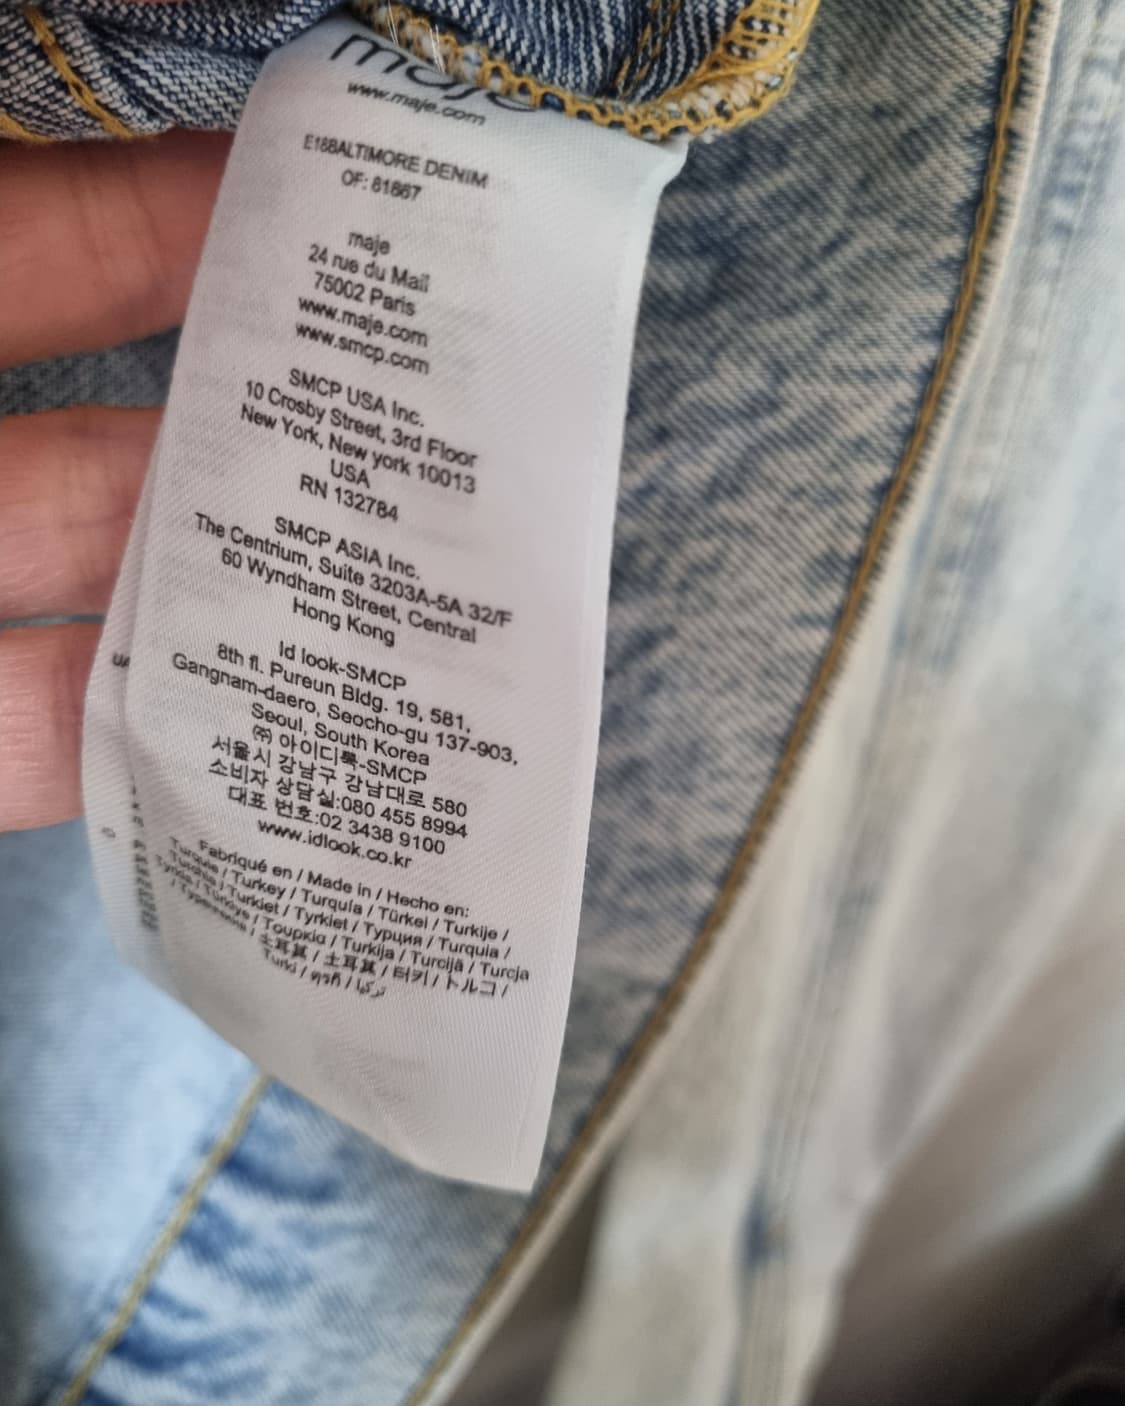 maje
www.maje.com
E18BALTIMORE DENIM
OF: 81867
maje
24 rue du Mail
75002 Paris
www.maje.com
www.smcp.com
SMCP USA Inc.
10 Crosby Street, 3rd Floor
New York, New york 10013
USA
RN 132784
SMCP ASIA Inc.
The Centrium, Suite 3203A-5A 32/F
60 Wyndham Street, Central
Hong Kong
Id look-SMCP
8th fl. Pureun Bldg. 19, 581,
Gangnam-daero, Seocho-gu 137-903,
Seoul, South Korea
㈜ 아이디룩-SMCP
서울시 강남구 강남대로 580
소비자 상담실:080 455 8994
대표 번호:02 3438 9100
www.idlook.co.kr
Fabriqué en / Made in / Hecho en:
Turquie / Turkey / Turquía / Türkei / Turkije /
Turchia / Turkiet / Tyrkiet / Турция / Turquia /
Türkiye / Τουρκία / Turkija / Turcijā / Turcja
/ 土耳其 / 土耳其 / 터키 / トルコ /
Turki / ตุรกี / تركيا